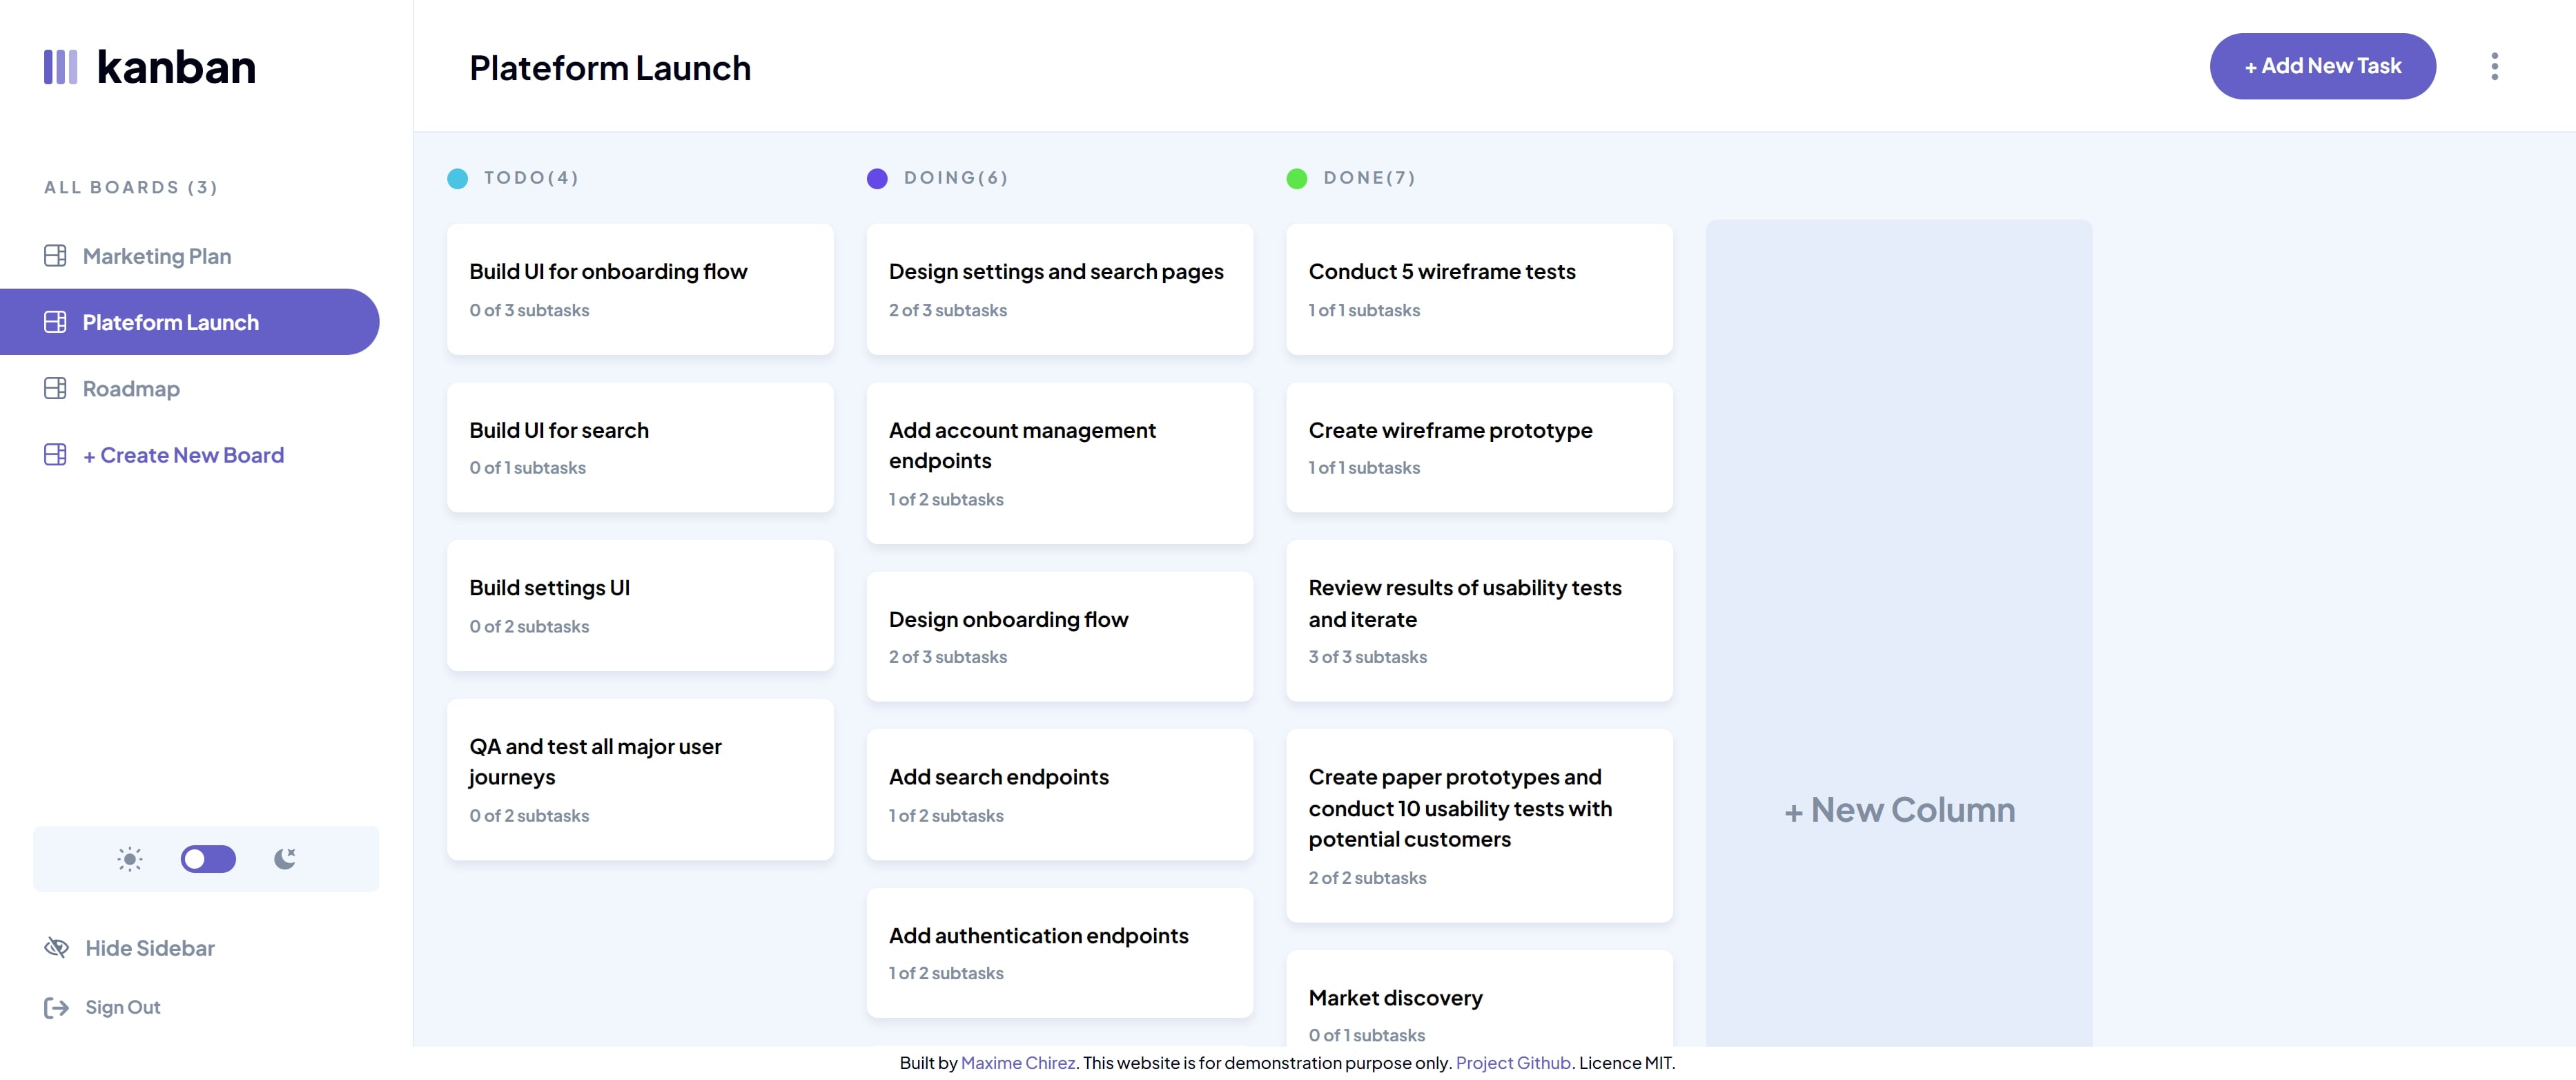 kanban
ALL BOARDS (3)
Marketing Plan
Plateform Launch
Roadmap
+ Create New Board
Hide Sidebar
Sign Out
Plateform Launch
+ Add New Task
TODO(4)
Build UI for onboarding flow
0 of 3 subtasks
Build UI for search
0 of 1 subtasks
Build settings UI
0 of 2 subtasks
QA and test all major user
journeys
0 of 2 subtasks
DOING(6)
Design settings and search pages
2 of 3 subtasks
Add account management
endpoints
1 of 2 subtasks
Design onboarding flow
2 of 3 subtasks
Add search endpoints
1 of 2 subtasks
Add authentication endpoints
1 of 2 subtasks
DONE(7)
Conduct 5 wireframe tests
1 of 1 subtasks
Create wireframe prototype
1 of 1 subtasks
Review results of usability tests
and iterate
3 of 3 subtasks
Create paper prototypes and
conduct 10 usability tests with
potential customers
2 of 2 subtasks
Market discovery
0 of 1 subtasks
+ New Column
Built by Maxime Chirez. This website is for demonstration purpose only. Project Github. Licence MIT.